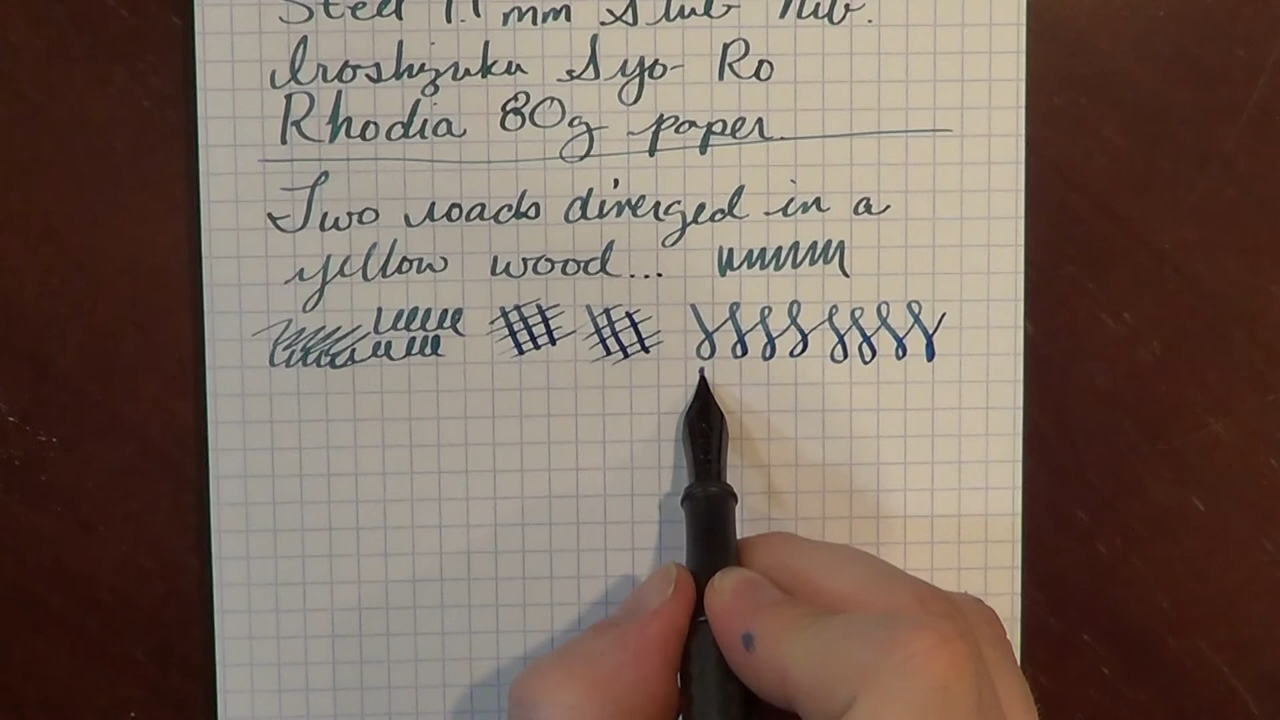 Steel 1.1 mm Stub Nib.
Iroshizuku Syo-Ro
Rhodia 80g paper
Two roads diverged in a
yellow wood...